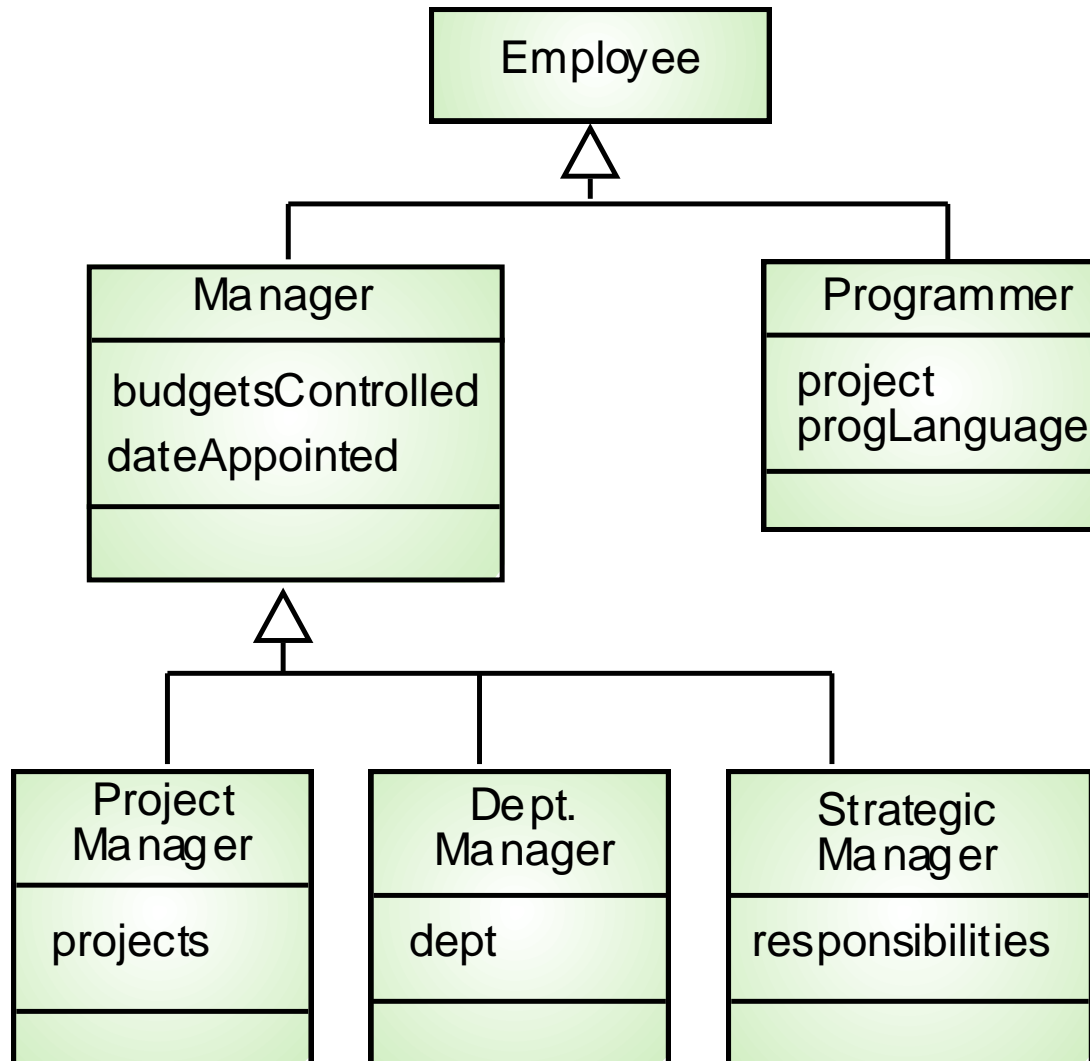 Employee
Manager
budgetsControlled
dateAppointed
Programmer
project
progLanguage
Project
Manager
projects
Dept.
Manager
dept
Strategic
Manager
responsibilities